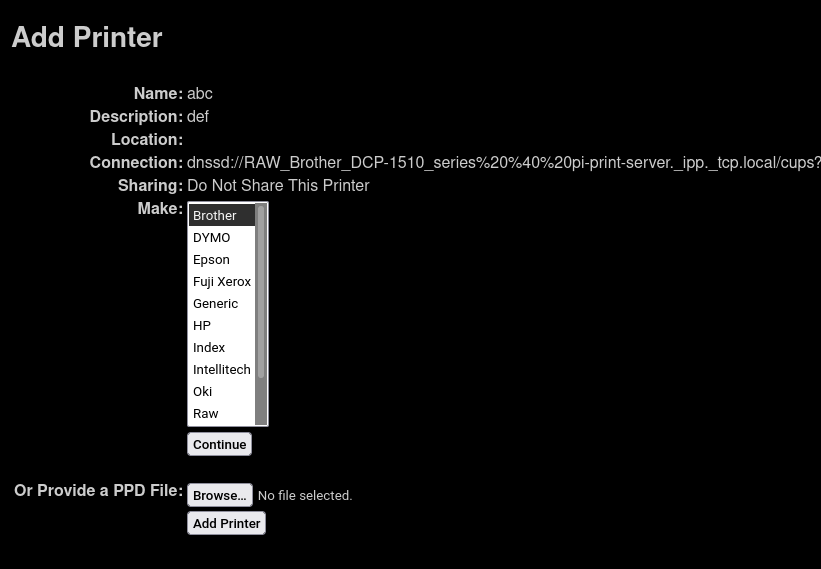 Add Printer
Name: abc
Description: def
Location:
Connection: dnssd://RAW_Brother_DCP-1510_series%20%40%20pi-print-server._ipp._tcp.local/cups?
Sharing: Do Not Share This Printer
Make:
Brother
DYMO
Epson
Fuji Xerox
Generic
HP
Index
Intellitech
Oki
Raw
Continue
Or Provide a PPD File: Browse… No file selected.
Add Printer